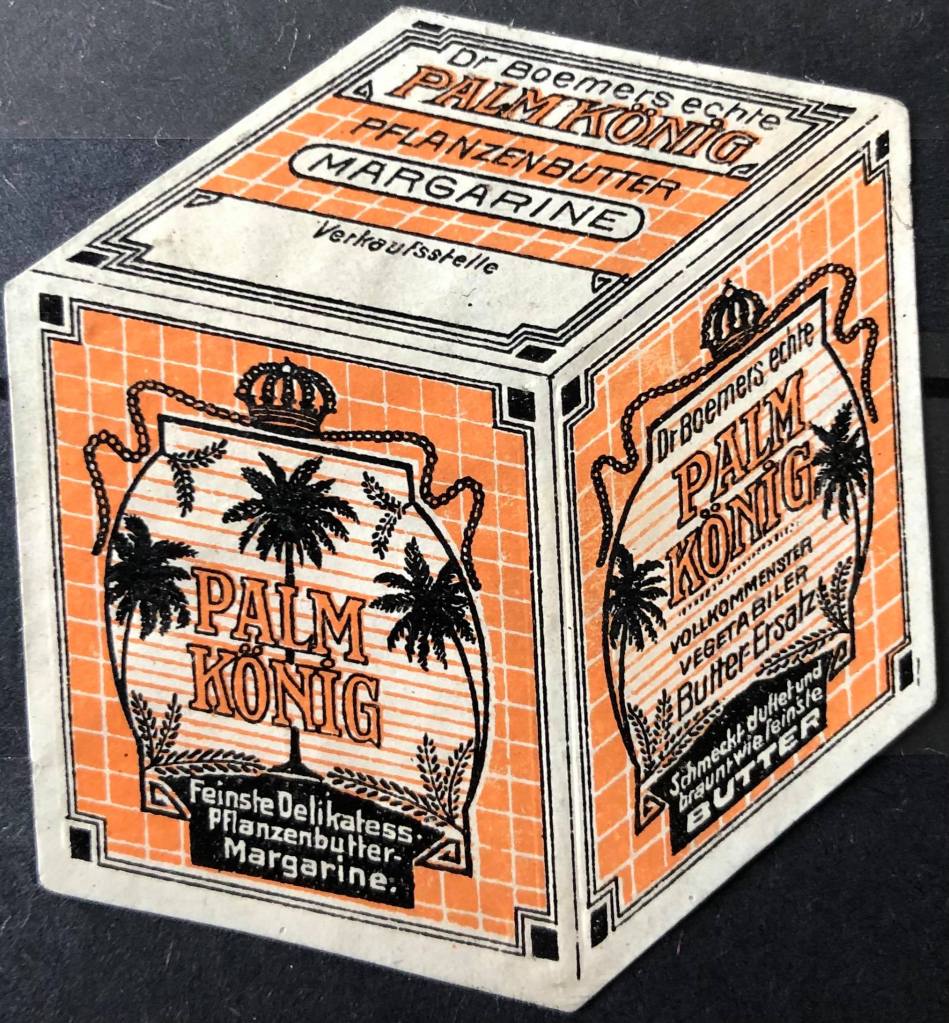 Dr Boemers echte
PALMKÖNiG
PFLANZENBUTTER
MARGARINE
Verkaufsstelle
PALM
KÖNiG
Feinste Delikatess-
Pflanzenbutter-
Margarine.
Dr Boemers echte
PALM
KÖNiG
VOLLKOMMENSTER
VEGETABILER
Butter-Ersatz
Schmeckt, duftet und
bräunt wie feinste
BUTTER